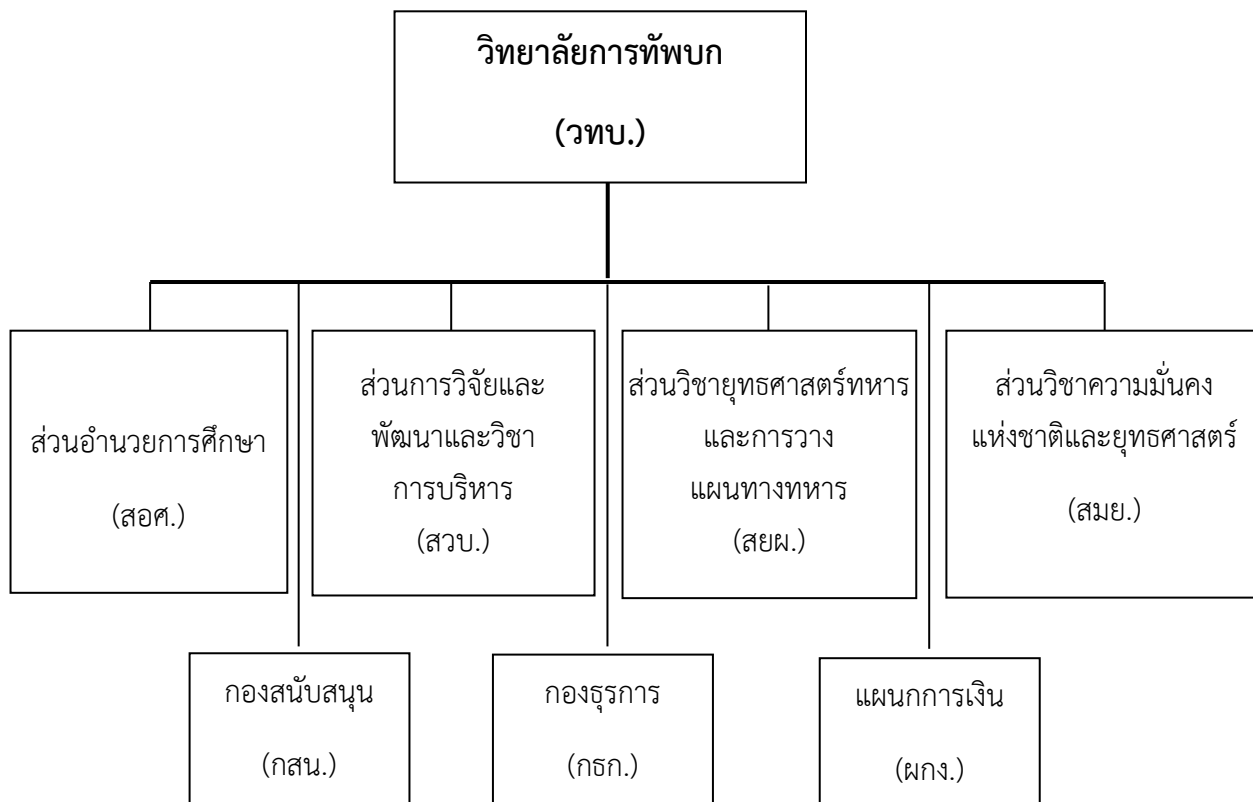 วิทยาลัยการทัพบก
(วทบ.)
ส่วนอำนวยการศึกษา
(สอศ.)
ส่วนการวิจัยและ
พัฒนาและวิชา
การบริหาร
(สวบ.)
ส่วนวิชายุทธศาสตร์ทหาร
และการวาง
แผนทางทหาร
(สยผ.)
ส่วนวิชาความมั่นคง
แห่งชาติและยุทธศาสตร์
(สมย.)
กองสนับสนุน
(กสน.)
กองธุรการ
(กธก.)
แผนกการเงิน
(ผกง.)